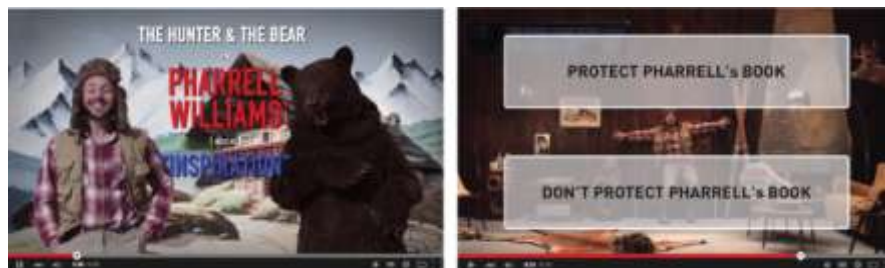 THE HUNTER & THE BEAR
PHARRELL
WILLIAMS
INSPIRATION
PROTECT PHARRELL's BOOK
DON'T PROTECT PHARRELL's BOOK